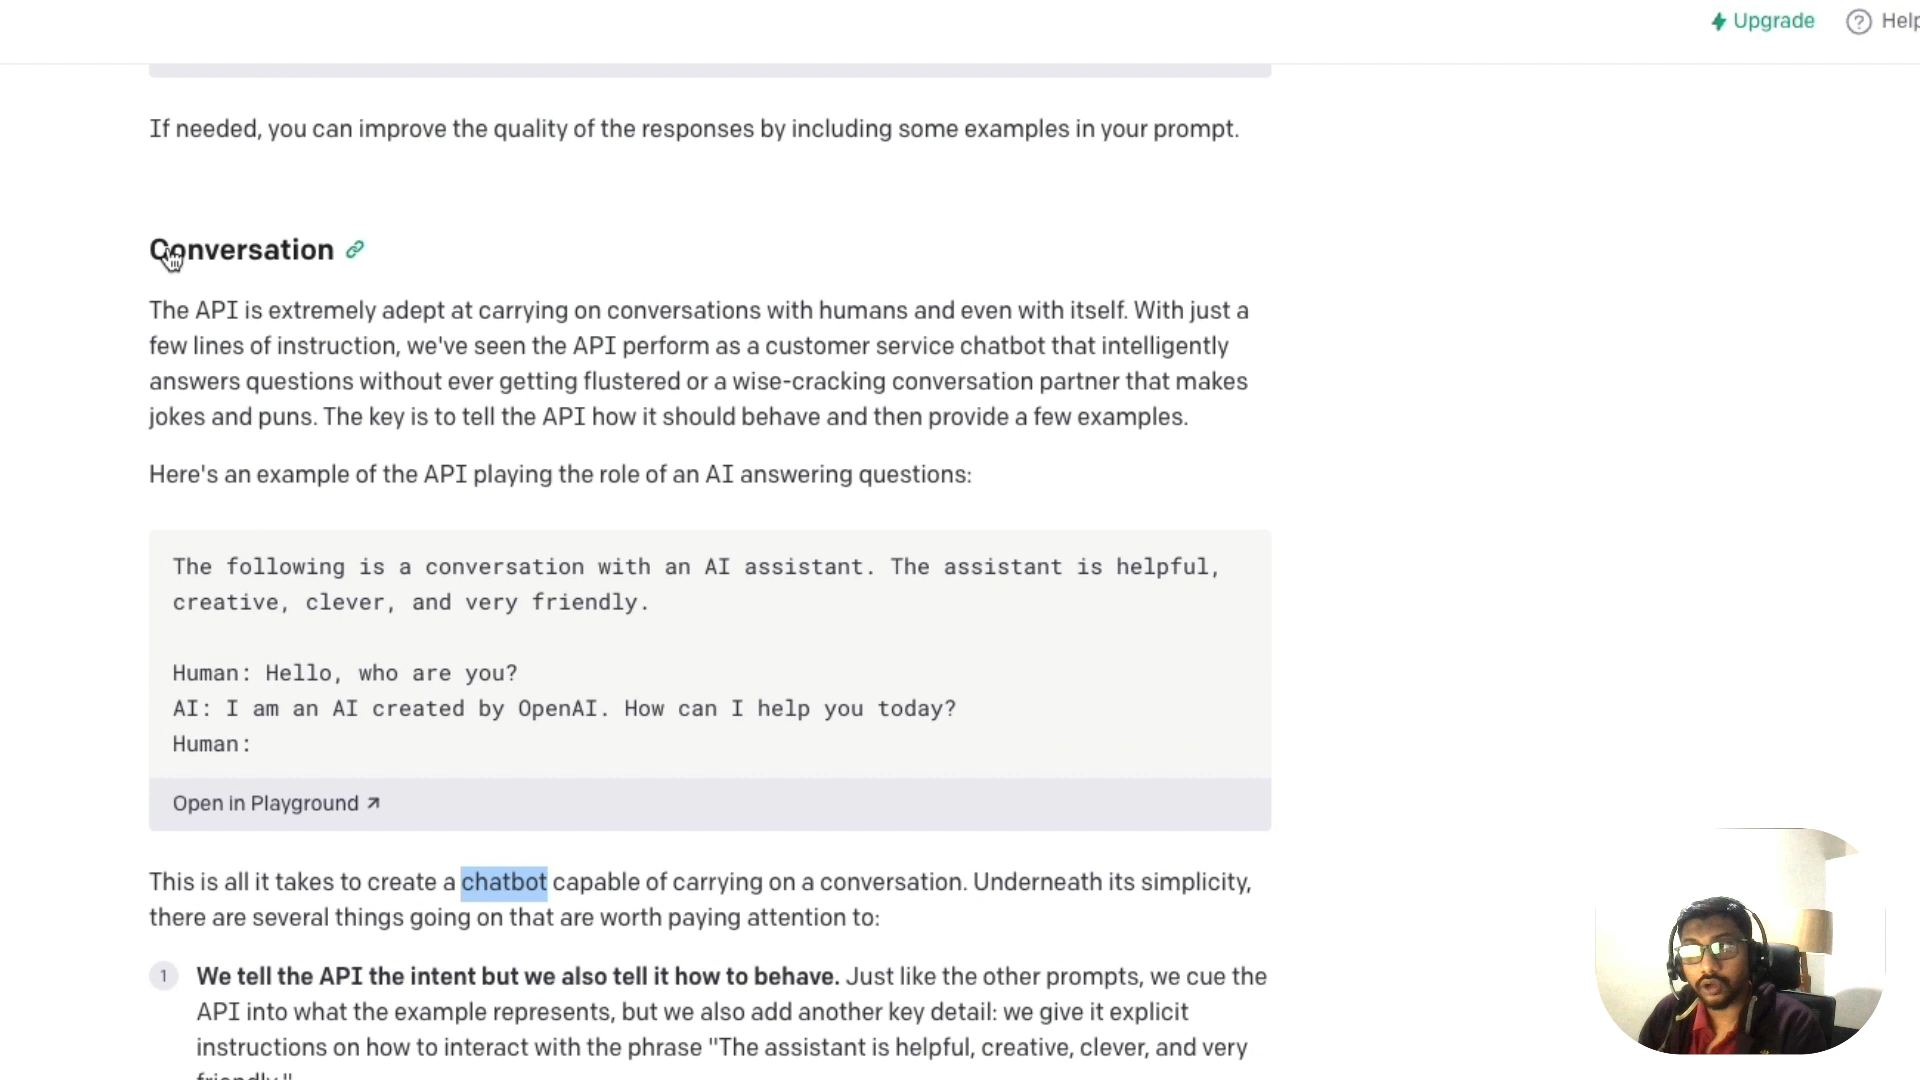 Upgrade
Help
If needed, you can improve the quality of the responses by including some examples in your prompt.
Conversation
The API is extremely adept at carrying on conversations with humans and even with itself. With just a
few lines of instruction, we've seen the API perform as a customer service chatbot that intelligently
answers questions without ever getting flustered or a wise-cracking conversation partner that makes
jokes and puns. The key is to tell the API how it should behave and then provide a few examples.
Here's an example of the API playing the role of an AI answering questions:
The following is a conversation with an AI assistant. The assistant is helpful,
creative, clever, and very friendly.
Human: Hello, who are you?
AI: I am an AI created by OpenAI. How can I help you today?
Human:
Open in Playground ↗
This is all it takes to create a chatbot capable of carrying on a conversation. Underneath its simplicity,
there are several things going on that are worth paying attention to:
1 We tell the API the intent but we also tell it how to behave. Just like the other prompts, we cue the
API into what the example represents, but we also add another key detail: we give it explicit
instructions on how to interact with the phrase "The assistant is helpful, creative, clever, and very
friendly."